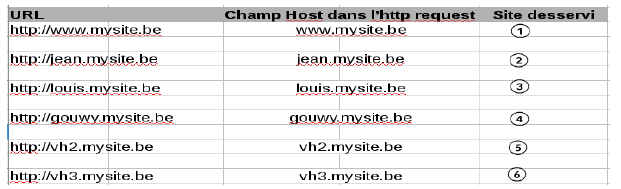 URL Champ Host dans l'http request Site desservi
http://www.mysite.be www.mysite.be 1
http://jean.mysite.be jean.mysite.be 2
http://louis.mysite.be louis.mysite.be 3
http://gouwy.mysite.be gouwy.mysite.be 4
http://vh2.mysite.be vh2.mysite.be 5
http://vh3.mysite.be vh3.mysite.be 6